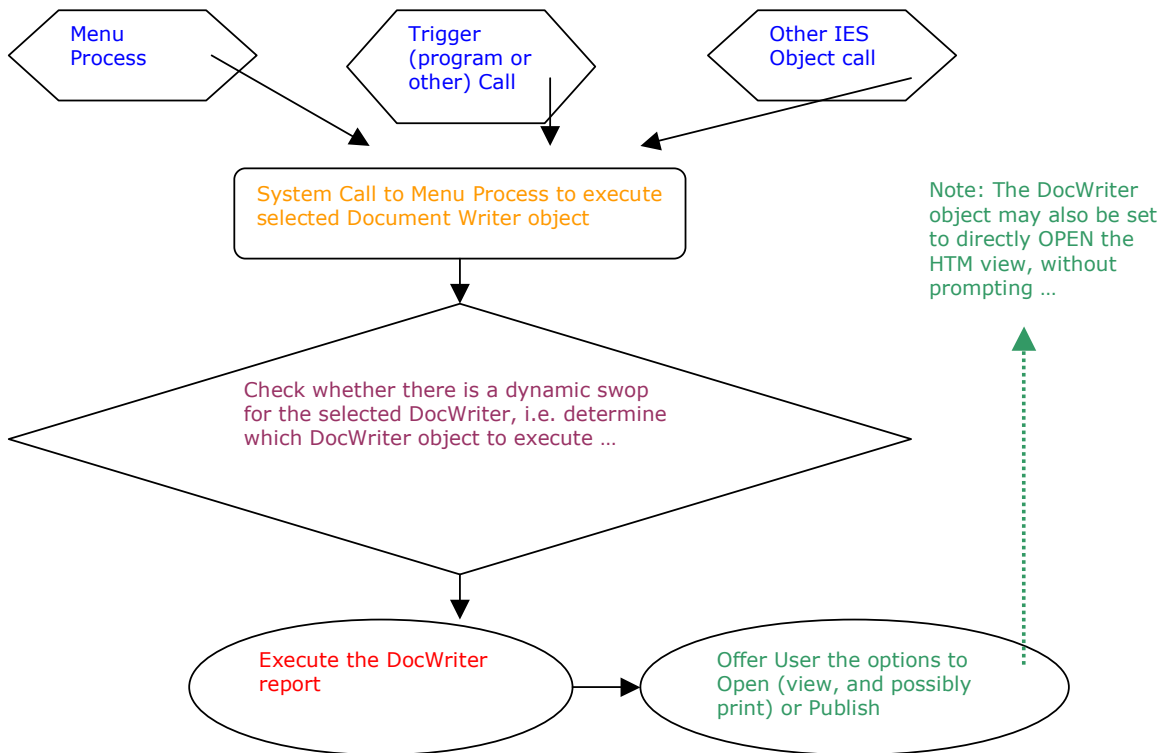 Menu
Process
Trigger
(program or
other) Call
Other IES
Object call
System Call to Menu Process to execute
selected Document Writer object
Note: The DocWriter
object may also be set
to directly OPEN the
HTM view, without
prompting …
Check whether there is a dynamic swop
for the selected DocWriter, i.e. determine
which DocWriter object to execute …
Execute the DocWriter
report
Offer User the options to
Open (view, and possibly
print) or Publish